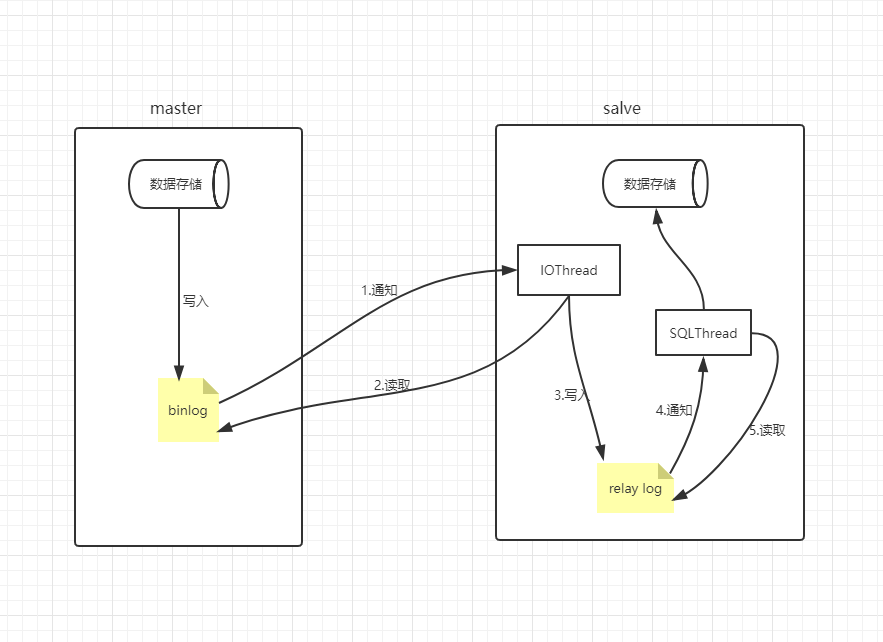 master
salve
数据存储
数据存储
IOThread
1.通知
写入
SQLThread
2.读取
3.写入
binlog
4.通知
5.读取
relay log